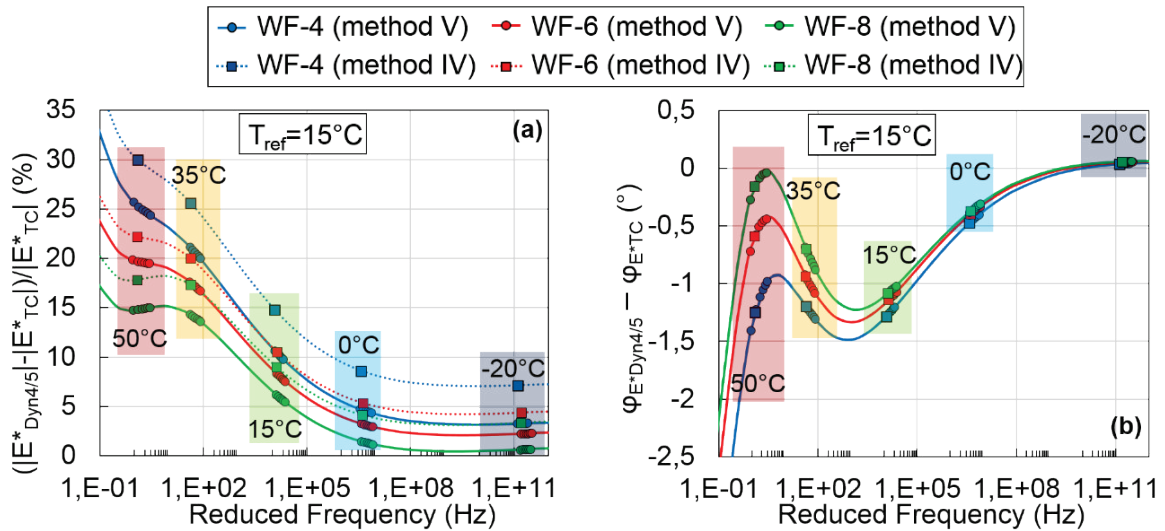 WF-4 (method V) WF-6 (method V) WF-8 (method V)
WF-4 (method IV) WF-6 (method IV) WF-8 (method IV)
(|E*Dyn4/5|-|E*TC|)/|E*TC| (%)
35
30
25
20
15
10
5
0
Tref=15°C
(a)
35°C
50°C
15°C
0°C
-20°C
1,E-01 1,E+02 1,E+05 1,E+08 1,E+11
Reduced Frequency (Hz)
φE*Dyn4/5 – φE*TC (°)
0,5
0
-0,5
-1
-1,5
-2
-2,5
Tref=15°C
-20°C
0°C
35°C
15°C
50°C
(b)
1,E-01 1,E+02 1,E+05 1,E+08 1,E+11
Reduced Frequency (Hz)